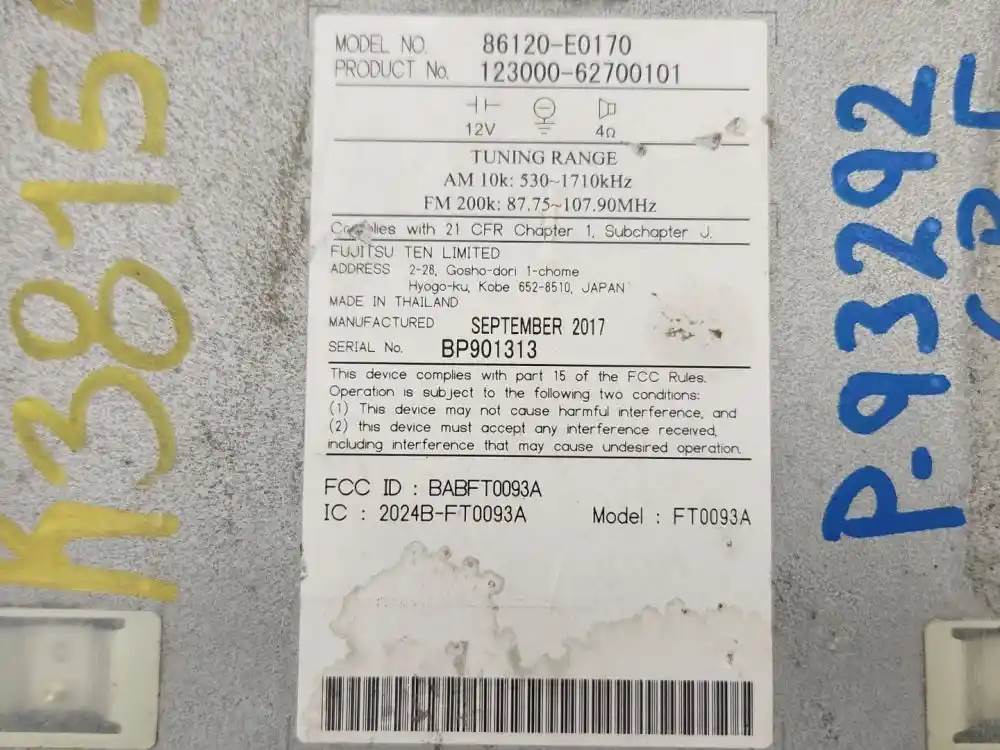 MODEL NO. 86120-E0170
PRODUCT No. 123000-62700101
12V 4Ω
TUNING RANGE
AM 10k: 530~1710kHz
FM 200k: 87.75~107.90MHz
Complies with 21 CFR Chapter 1, Subchapter J.
FUJITSU TEN LIMITED
ADDRESS 2-28, Gosho-dori 1-chome
Hyogo-ku, Kobe 652-8510, JAPAN
MADE IN THAILAND
MANUFACTURED SEPTEMBER 2017
SERIAL No. BP901313
This device complies with part 15 of the FCC Rules.
Operation is subject to the following two conditions:
(1) This device may not cause harmful interference, and
(2) this device must accept any interference received,
including interference that may cause undesired operation.
FCC ID : BABFT0093A
IC : 2024B-FT0093A Model : FT0093A
K3815
P.93292